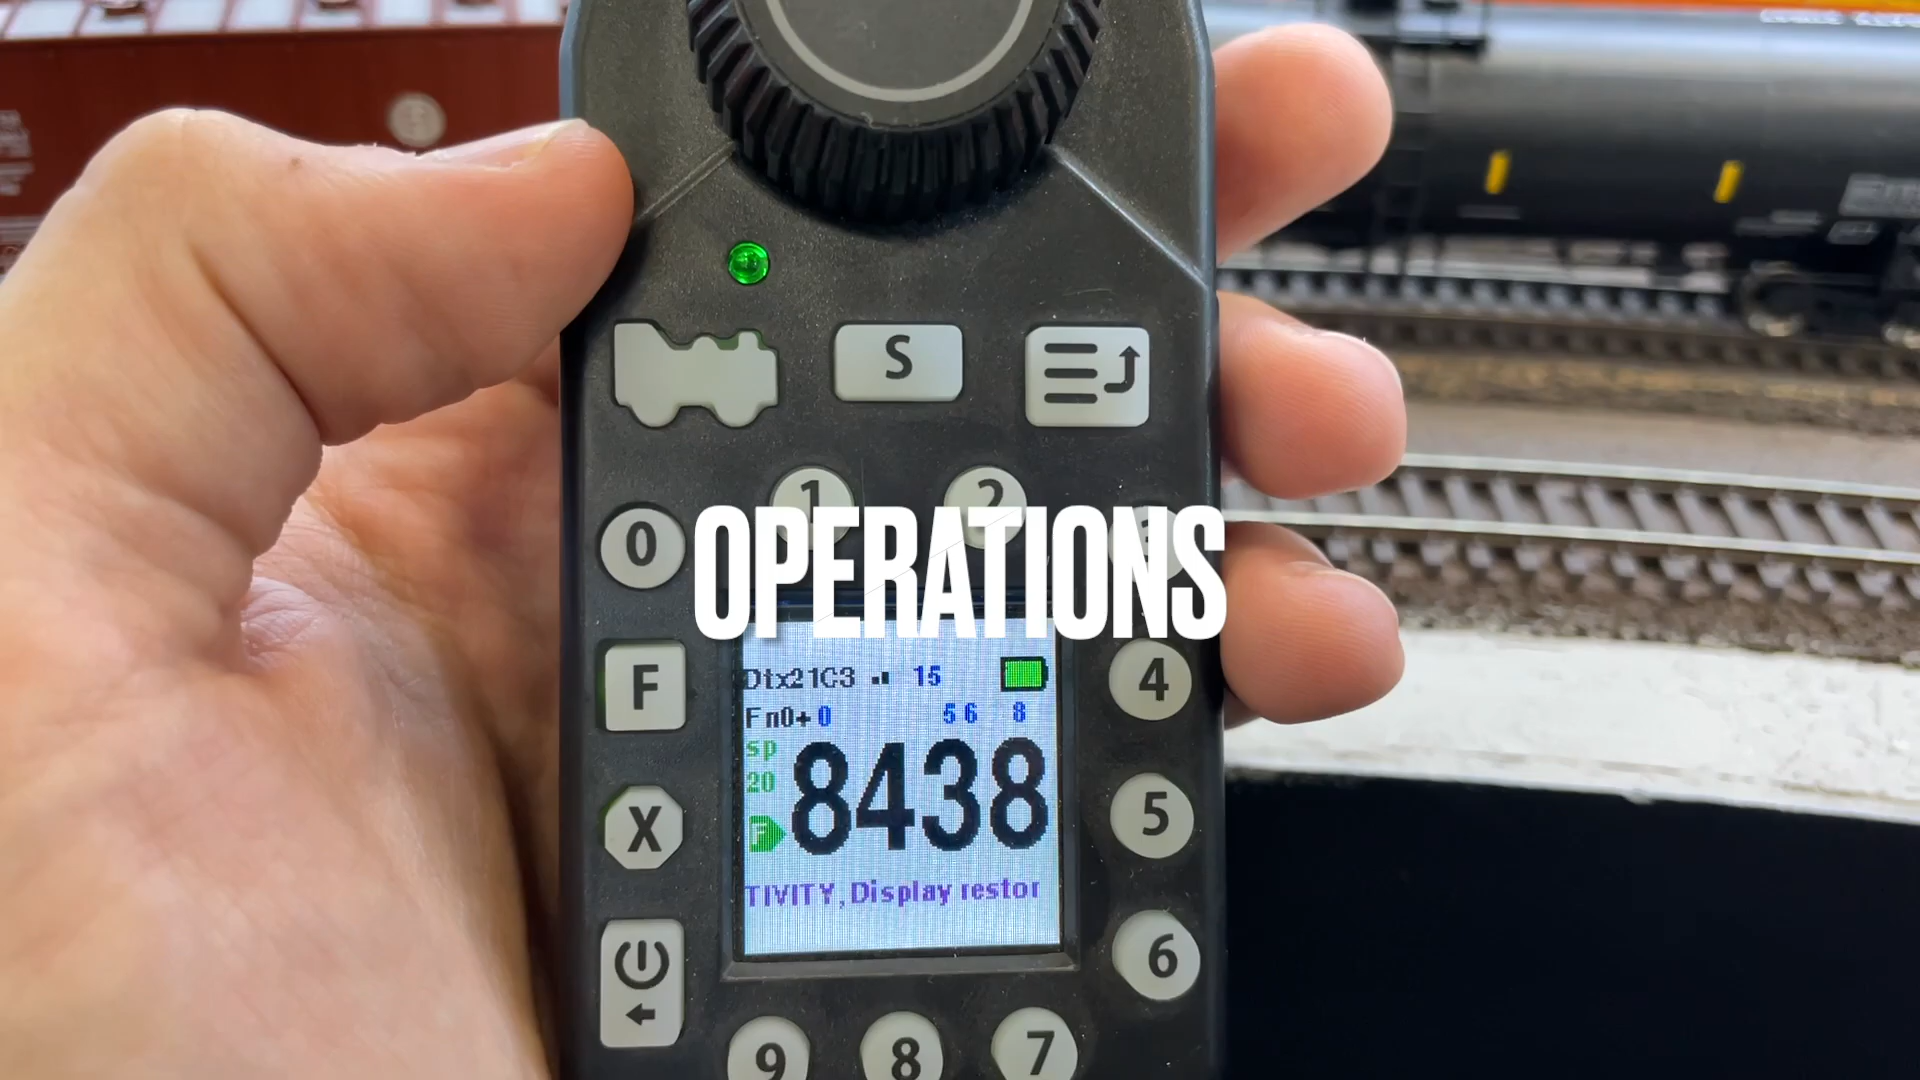 S
1
2
0
3
OPERATIONS
F
4
Dtx21C3 15
Fn0+ 0 5 6 8
sp
20
8438
F
X
5
TIVITY, Display restor
6
9
8
7